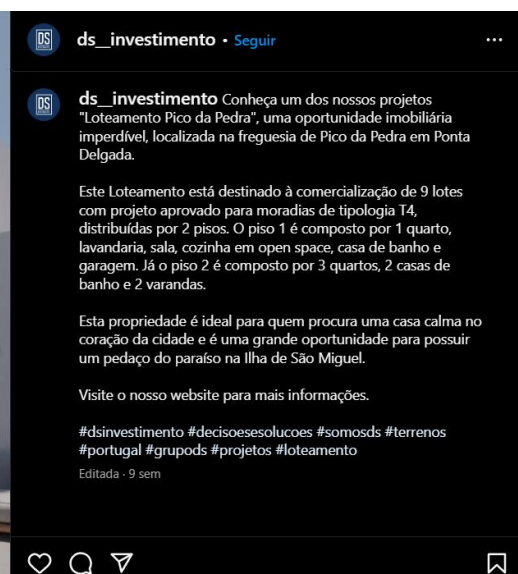 DS
ds__investimento • Seguir
DS
ds__investimento Conheça um dos nossos projetos
"Loteamento Pico da Pedra", uma oportunidade imobiliária
imperdível, localizada na freguesia de Pico da Pedra em Ponta
Delgada.
Este Loteamento está destinado à comercialização de 9 lotes
com projeto aprovado para moradias de tipologia T4,
distribuídas por 2 pisos. O piso 1 é composto por 1 quarto,
lavandaria, sala, cozinha em open space, casa de banho e
garagem. Já o piso 2 é composto por 3 quartos, 2 casas de
banho e 2 varandas.
Esta propriedade é ideal para quem procura uma casa calma no
coração da cidade e é uma grande oportunidade para possuir
um pedaço do paraíso na Ilha de São Miguel.
Visite o nosso website para mais informações.
#dsinvestimento #decisoesesolucoes #somosds #terrenos
#portugal #grupods #projetos #loteamento
Editada · 9 sem